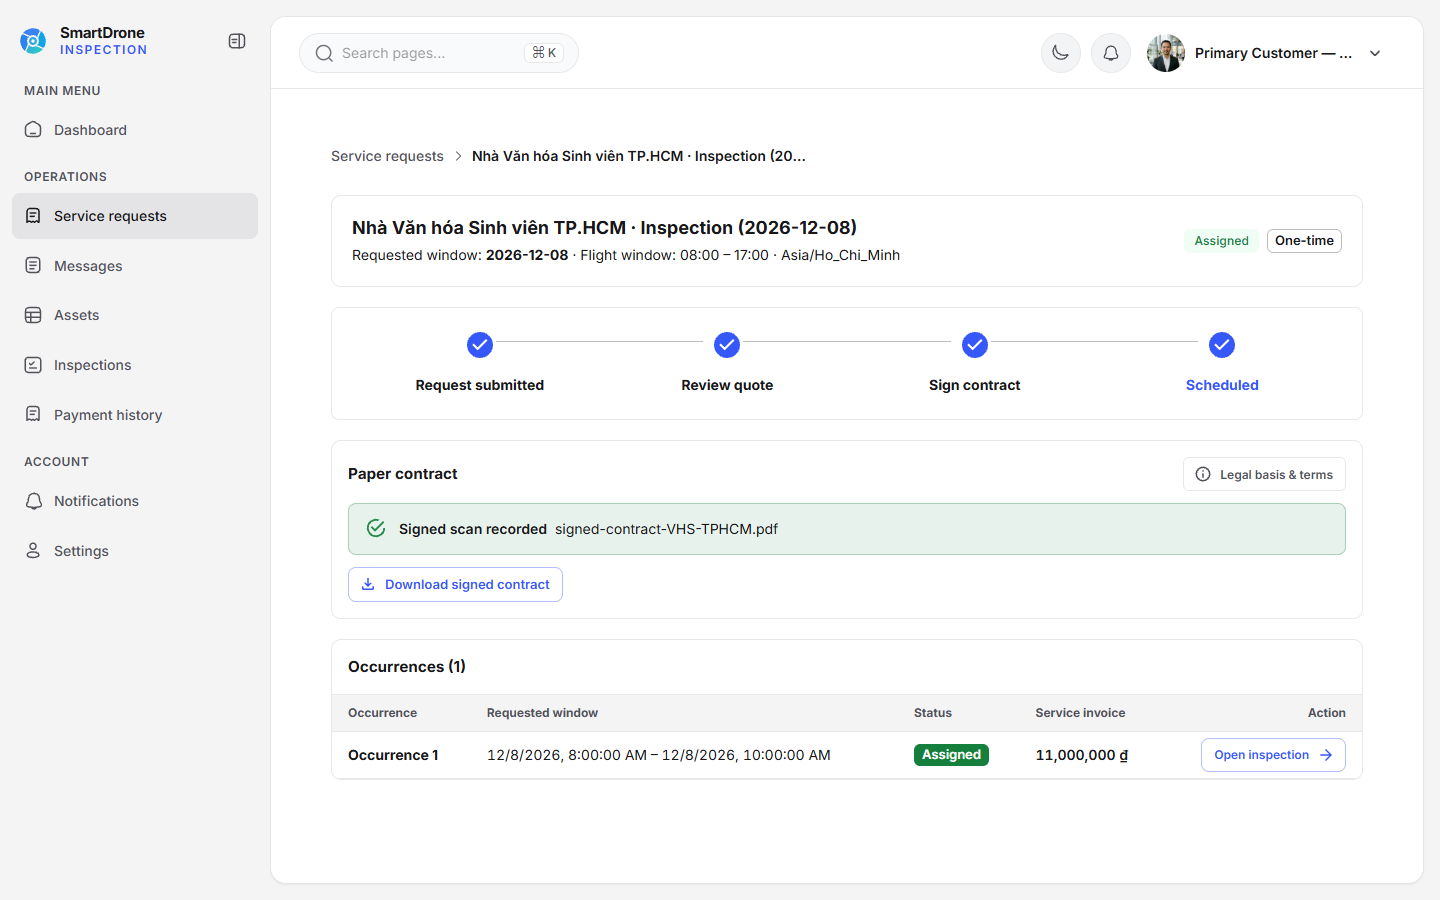 SmartDrone
INSPECTION
MAIN MENU
Dashboard
OPERATIONS
Service requests
Messages
Assets
Inspections
Payment history
ACCOUNT
Notifications
Settings
Search pages...
⌘ K
Primary Customer — ...
Service requests > Nhà Văn hóa Sinh viên TP.HCM · Inspection (20...
Nhà Văn hóa Sinh viên TP.HCM · Inspection (2026-12-08)
Requested window: 2026-12-08 · Flight window: 08:00 – 17:00 · Asia/Ho_Chi_Minh
Assigned
One-time
Request submitted
Review quote
Sign contract
Scheduled
Paper contract
Legal basis & terms
Signed scan recorded signed-contract-VHS-TPHCM.pdf
Download signed contract
Occurrences (1)
Occurrence Requested window Status Service invoice Action
Occurrence 1 12/8/2026, 8:00:00 AM – 12/8/2026, 10:00:00 AM Assigned 11,000,000 ₫ Open inspection